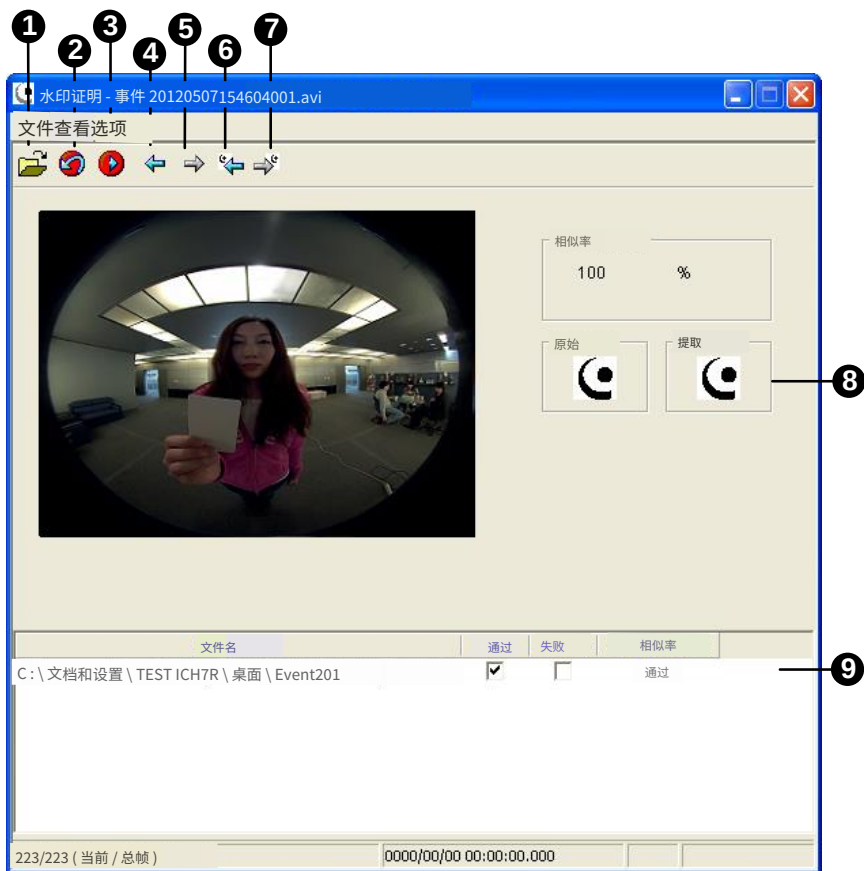 1 2 3 4 5 6 7
水印证明 - 事件 20120507154604001.avi
文件查看选项
相似率
100 %
原始 提取
8
文件名 通过 失败 相似率
C : \ 文档和设置 \ TEST ICH7R \ 桌面 \ Event201 通过
9
223/223 ( 当前 / 总帧 ) 0000/00/00 00:00:00.000